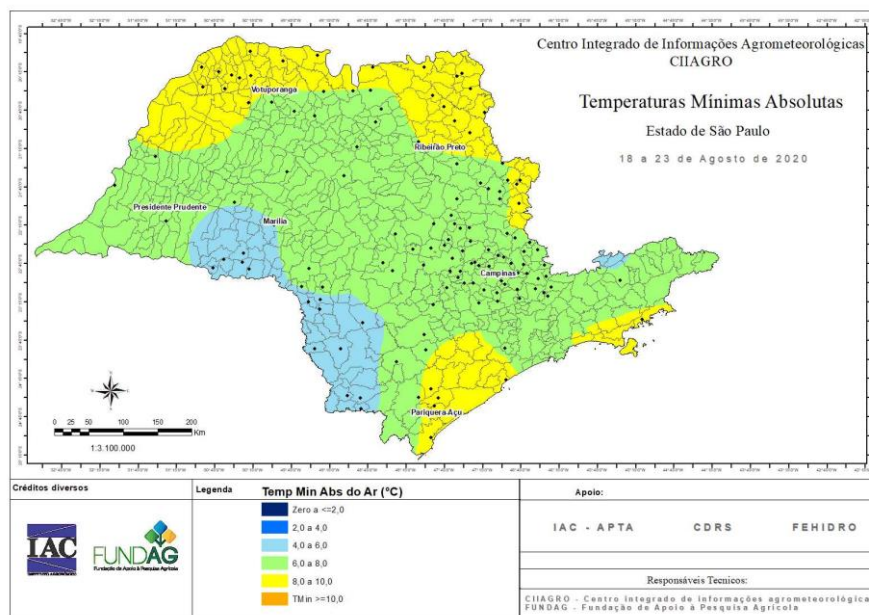 Centro Integrado de Informações Agrometeorológicas
CIIAGRO
Temperaturas Mínimas Absolutas
Estado de São Paulo
18 a 23 de Agosto de 2020
Votuporanga
Ribeirão Preto
Presidente Prudente
Marília
Campinas
Pariquera Açu
0 25 50 100 150 200
Km
1:3.100.000
Créditos diversos
IAC
FUNDAG
Fundação de Apoio à Pesquisa Agrícola
Legenda
Temp Min Abs do Ar (ºC)
Zero a <=2,0
2,0 a 4,0
4,0 a 6,0
6,0 a 8,0
8,0 a 10,0
TMin >=10,0
Apoio:
IAC - APTA CDRS FEHIDRO
Responsáveis Tecnicos:
CIIAGRO - Centro integrado de informações agrometeorológicas
FUNDAG - Fundação de Apoio à Pesquisa Agrícola